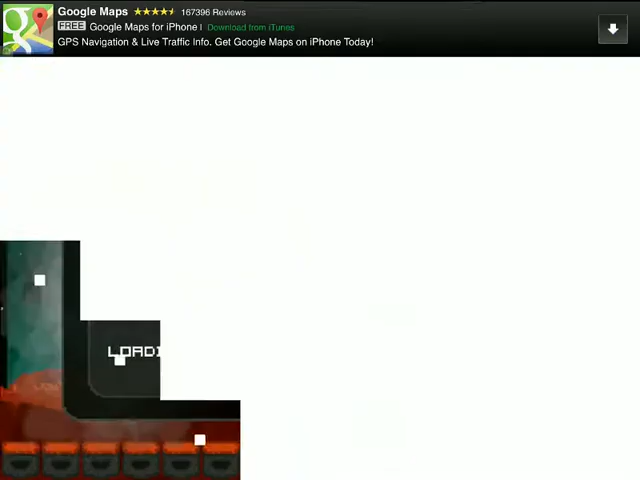 Google Maps 167396 Reviews
FREE Google Maps for iPhone | Download from iTunes
GPS Navigation & Live Traffic Info. Get Google Maps on iPhone Today!
LOADI